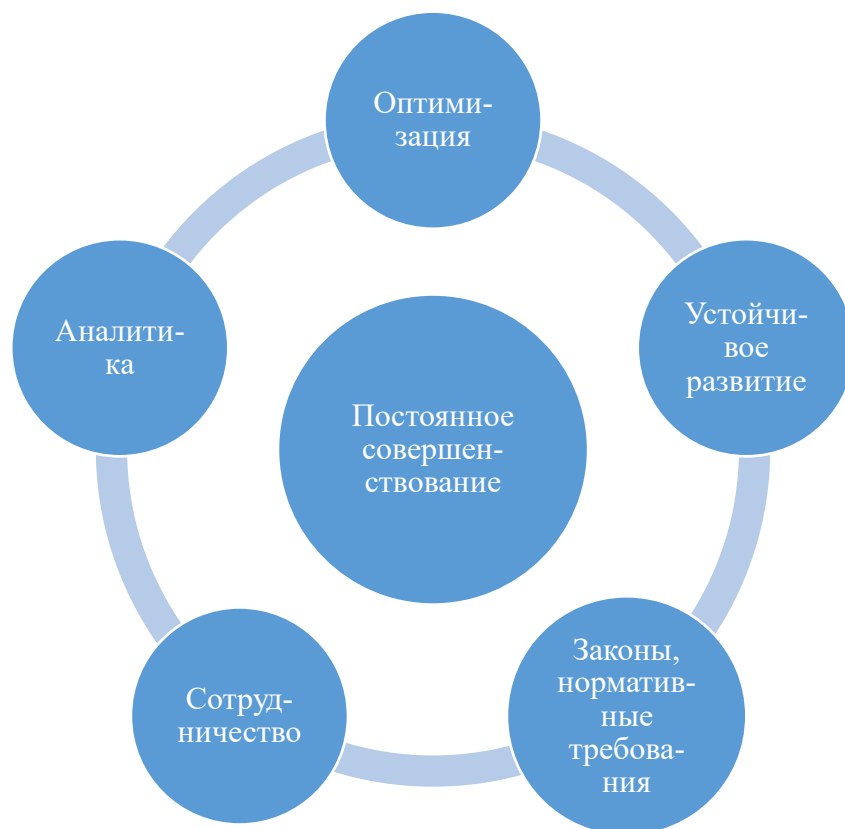 Оптими-
зация
Устойчи-
вое
развитие
Аналити-
ка
Постоянное
совершен-
ствование
Законы,
норматив-
ные
требова-
ния
Сотруд-
ничество